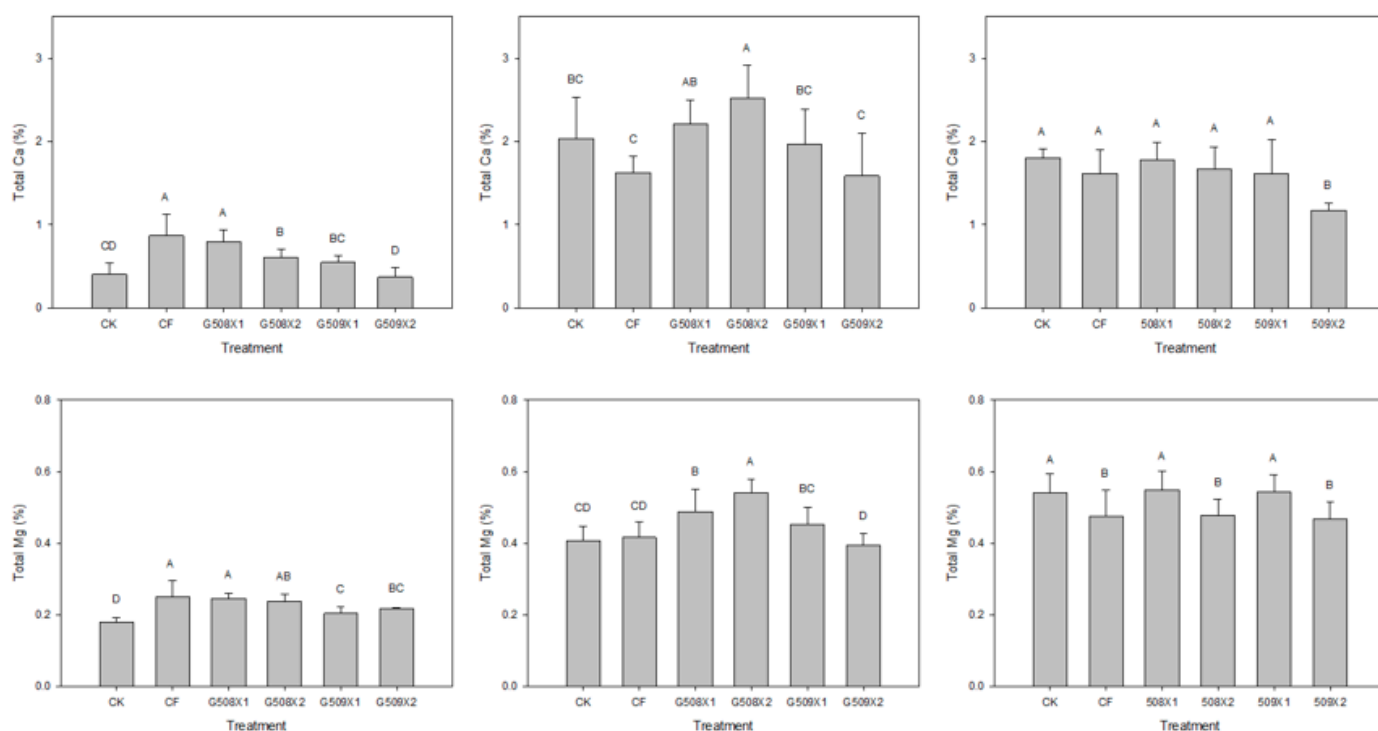 Total Ca (%)
3
2
1
0
CD
A
A
B
BC
D
CK CF G508X1 G508X2 G509X1 G509X2
Treatment
Total Ca (%)
3
2
1
0
BC
C
AB
A
BC
C
CK CF G508X1 G508X2 G509X1 G509X2
Treatment
Total Ca (%)
3
2
1
0
A
A
A
A
A
B
CK CF 508X1 508X2 509X1 509X2
Treatment
Total Mg (%)
0.8
0.6
0.4
0.2
0.0
D
A
A
AB
C
BC
CK CF G508X1 G508X2 G509X1 G509X2
Treatment
Total Mg (%)
0.8
0.6
0.4
0.2
0.0
CD
CD
B
A
BC
D
CK CF G508X1 G508X2 G509X1 G509X2
Treatment
Total Mg (%)
0.8
0.6
0.4
0.2
0.0
A
B
A
B
A
B
CK CF 508X1 508X2 509X1 509X2
Treatment